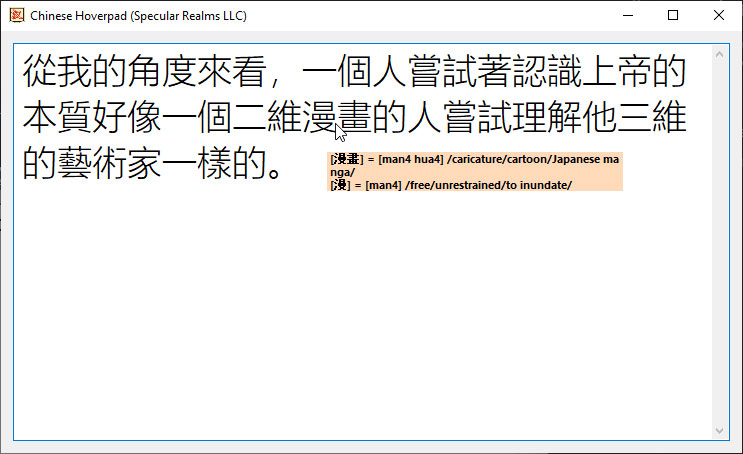 Chinese Hoverpad (Specular Realms LLC)
從我的角度來看，一個人嘗試著認識上帝的
本質好像一個二維漫畫的人嘗試理解他三維
的藝術家一樣的。
[漫畫] = [man4 hua4] /caricature/cartoon/Japanese ma
nga/
[漫] = [man4] /free/unrestrained/to inundate/